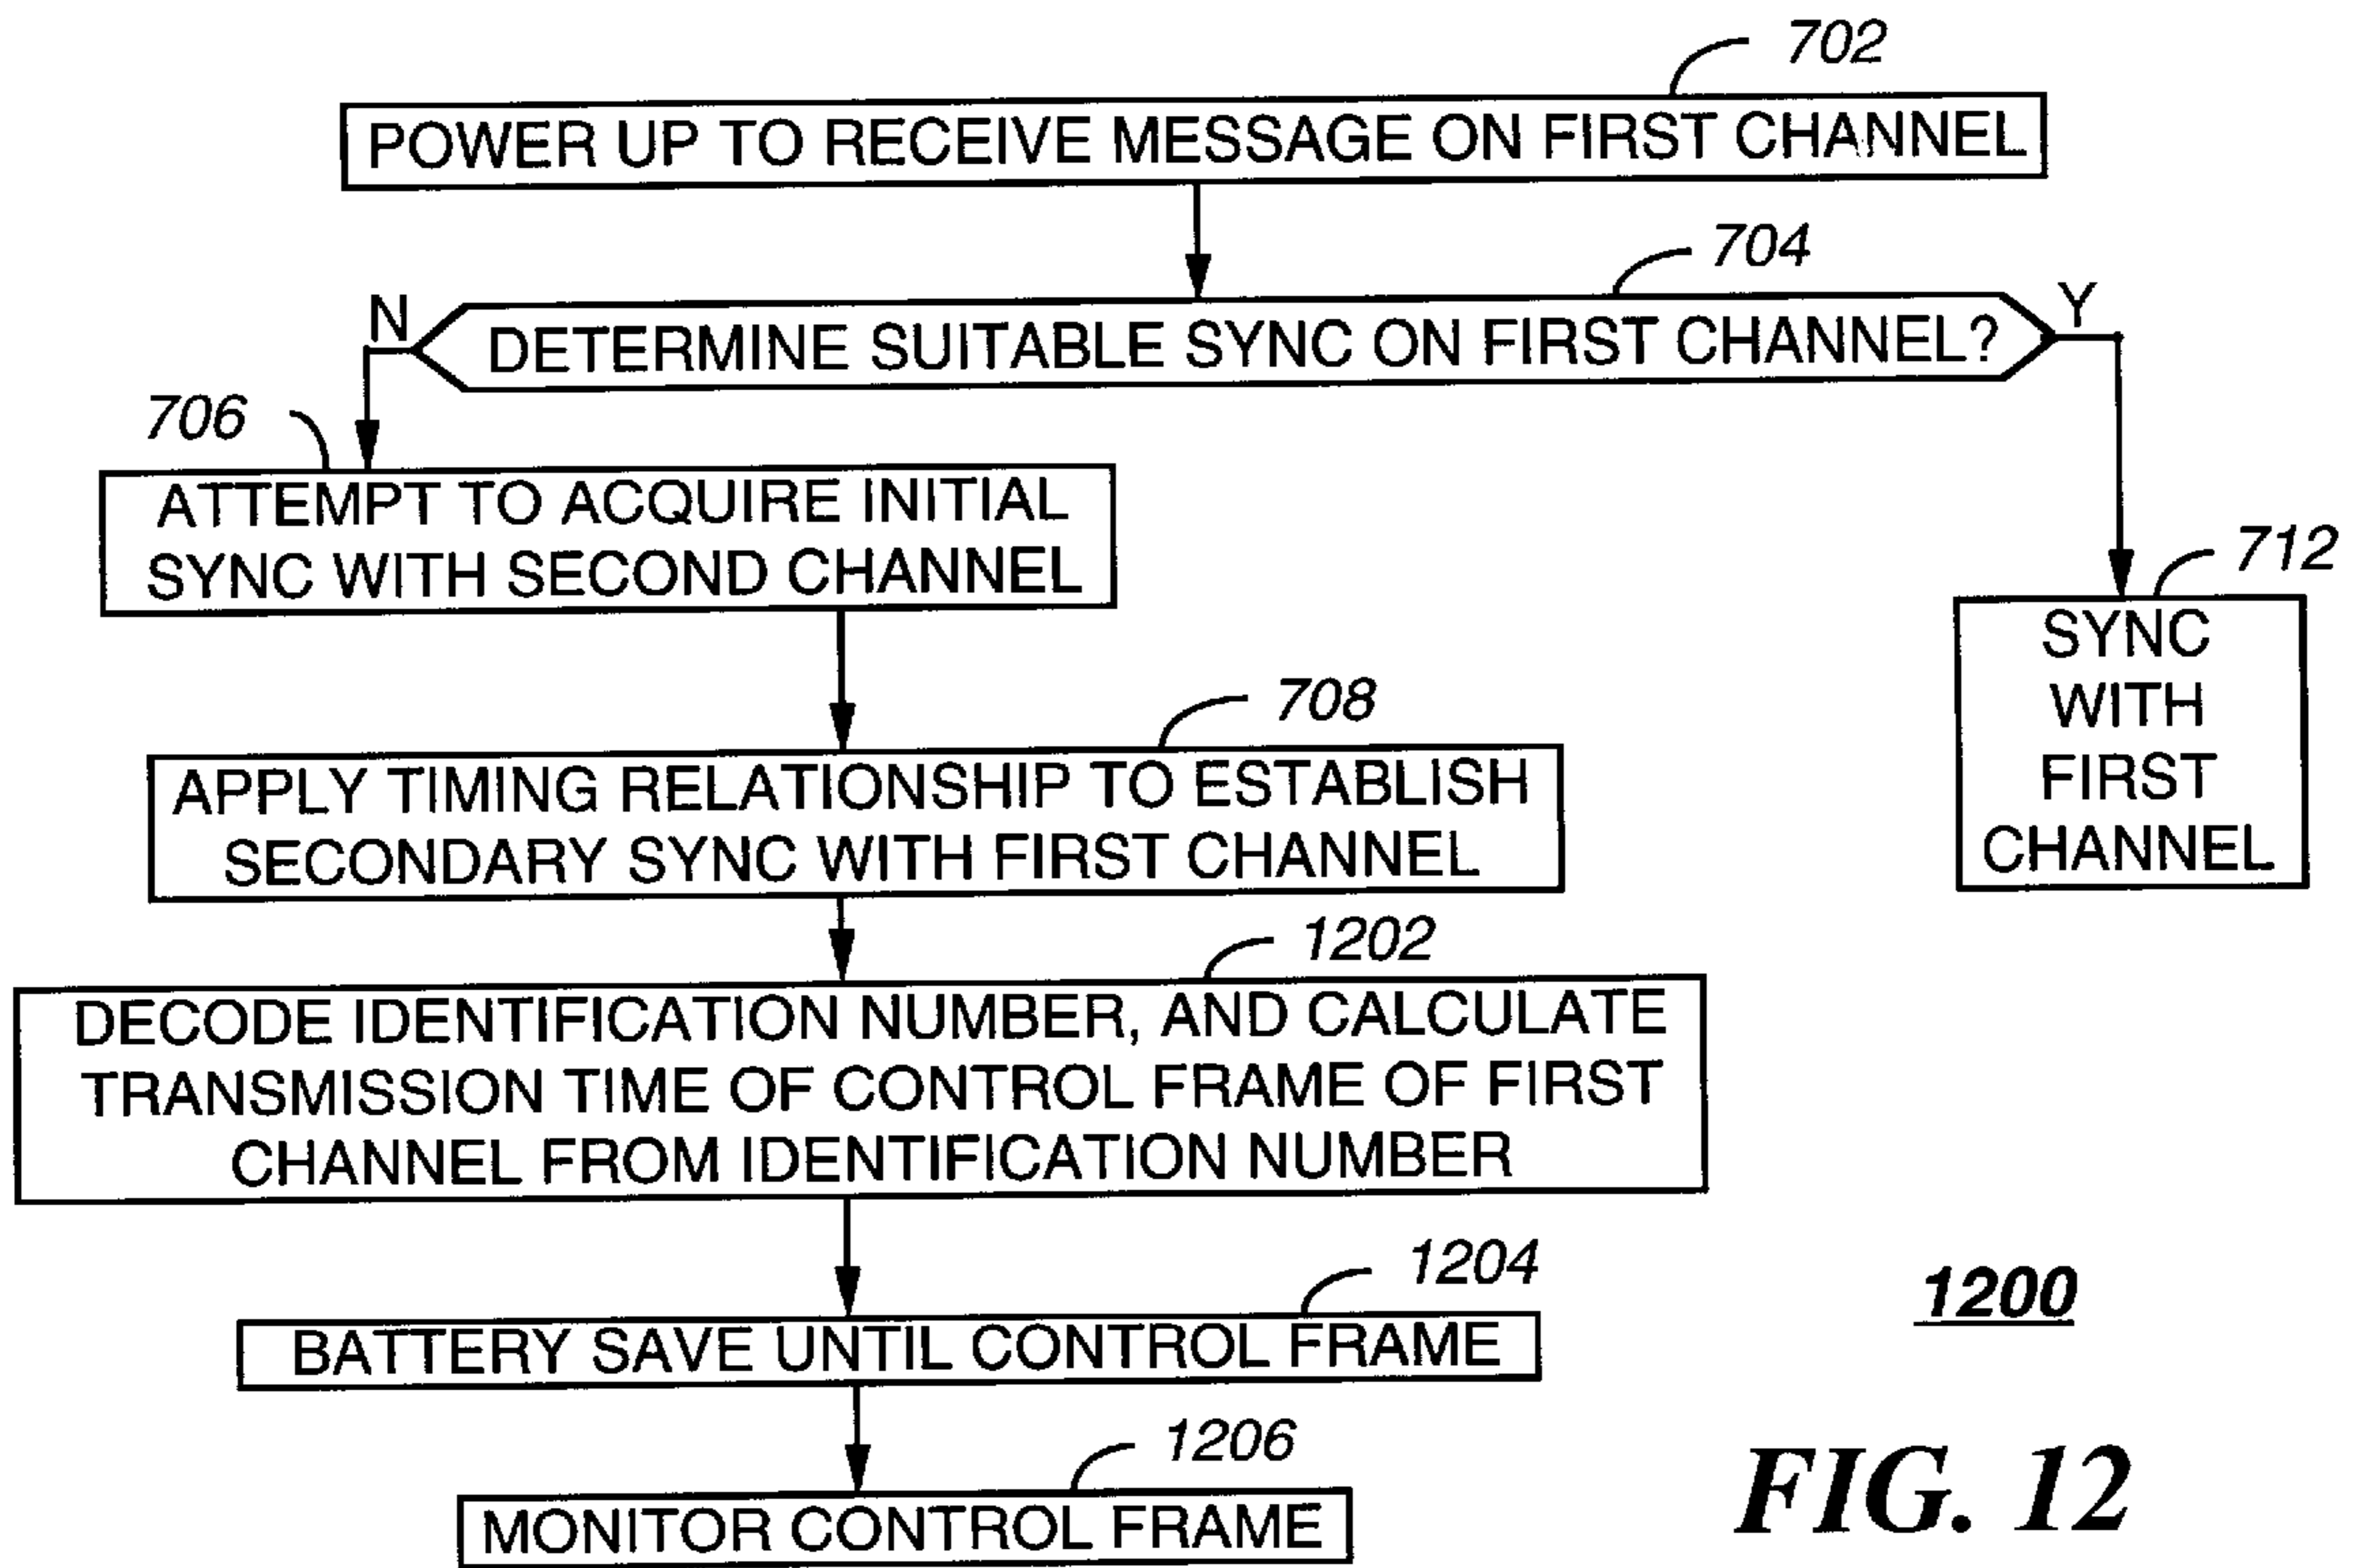 702
POWER UP TO RECEIVE MESSAGE ON FIRST CHANNEL
704
N
DETERMINE SUITABLE SYNC ON FIRST CHANNEL?
Y
706
ATTEMPT TO ACQUIRE INITIAL
SYNC WITH SECOND CHANNEL
712
SYNC
WITH
FIRST
CHANNEL
708
APPLY TIMING RELATIONSHIP TO ESTABLISH
SECONDARY SYNC WITH FIRST CHANNEL
1202
DECODE IDENTIFICATION NUMBER, AND CALCULATE
TRANSMISSION TIME OF CONTROL FRAME OF FIRST
CHANNEL FROM IDENTIFICATION NUMBER
1204
BATTERY SAVE UNTIL CONTROL FRAME
1206
MONITOR CONTROL FRAME
1200
FIG. 12